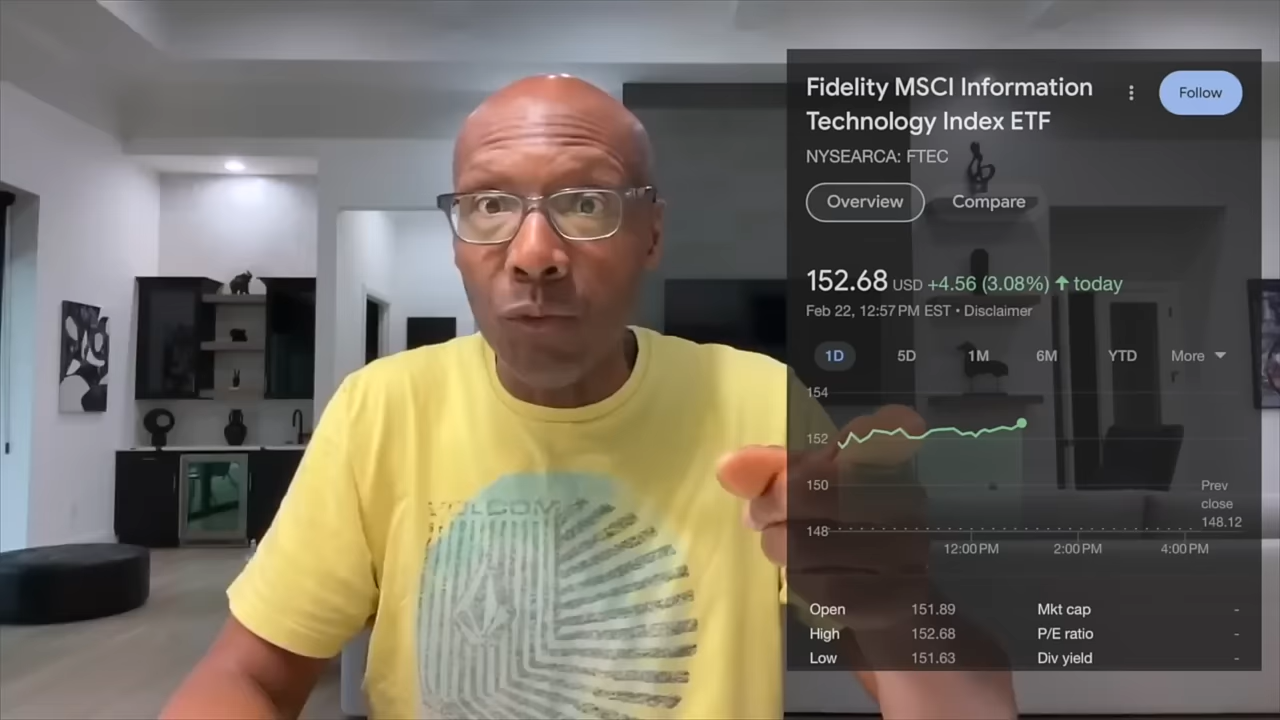 Fidelity MSCI Information
Technology Index ETF
Follow
NYSEARCA: FTEC
Overview
Compare
152.68 USD +4.56 (3.08%) ↑ today
Feb 22, 12:57 PM EST • Disclaimer
1D 5D 1M 6M YTD More
154
152
150
148
Prev
close
148.12
12:00 PM 2:00 PM 4:00 PM
Open 151.89 Mkt cap -
High 152.68 P/E ratio -
Low 151.63 Div yield -
VOLCOM